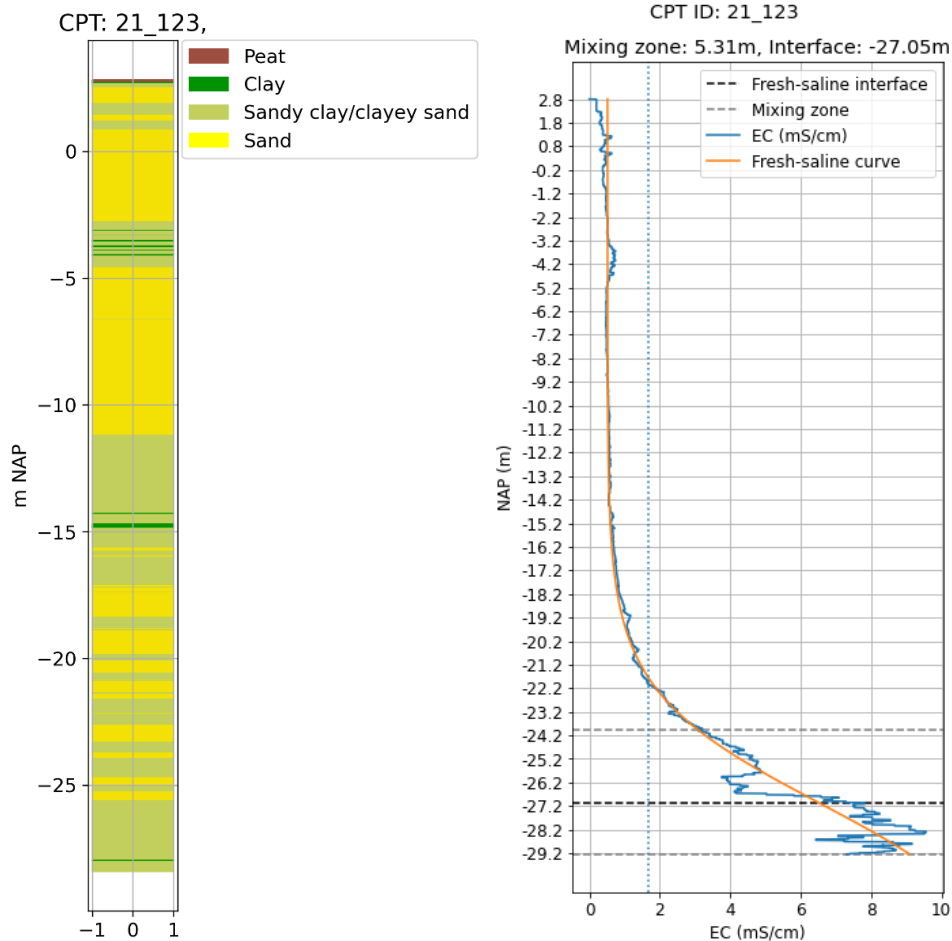 CPT: 21_123,
Peat
Clay
Sandy clay/clayey sand
Sand
m NAP
0
−5
−10
−15
−20
−25
−1 0 1
CPT ID: 21_123
Mixing zone: 5.31m, Interface: -27.05m
Fresh-saline interface
Mixing zone
EC (mS/cm)
Fresh-saline curve
NAP (m)
2.8
1.8
0.8
-0.2
-1.2
-2.2
-3.2
-4.2
-5.2
-6.2
-7.2
-8.2
-9.2
-10.2
-11.2
-12.2
-13.2
-14.2
-15.2
-16.2
-17.2
-18.2
-19.2
-20.2
-21.2
-22.2
-23.2
-24.2
-25.2
-26.2
-27.2
-28.2
-29.2
0 2 4 6 8 10
EC (mS/cm)